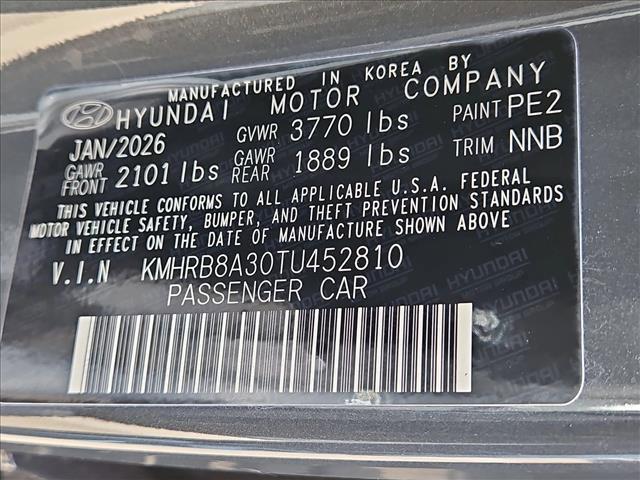 MANUFACTURED IN KOREA BY
HYUNDAI MOTOR COMPANY
JAN/2026 GVWR 3770 lbs PAINT PE2
GAWR FRONT 2101 lbs GAWR REAR 1889 lbs TRIM NNB
THIS VEHICLE CONFORMS TO ALL APPLICABLE U.S.A. FEDERAL
MOTOR VEHICLE SAFETY, BUMPER, AND THEFT PREVENTION STANDARDS
IN EFFECT ON THE DATE OF MANUFACTURE SHOWN ABOVE
V.I.N KMHRB8A30TU452810
PASSENGER CAR